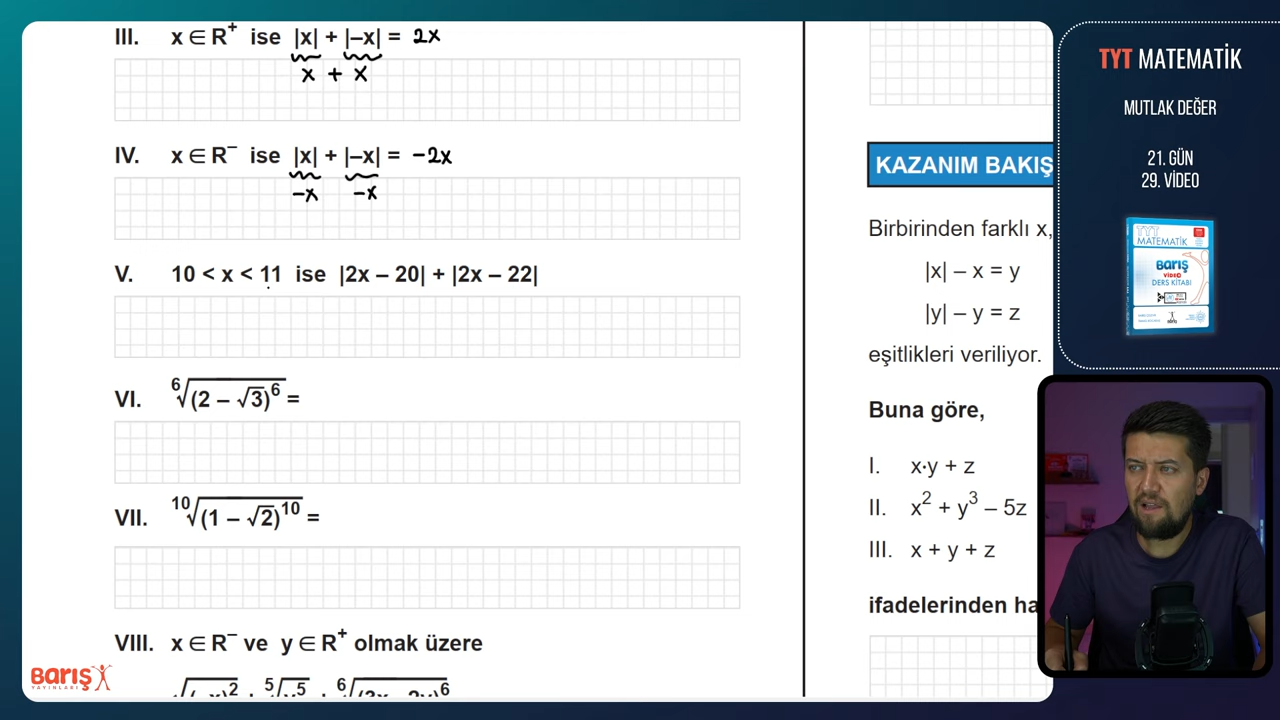 III. x ∈ R⁺ ise |x| + |–x| = 2x
x + x
IV. x ∈ R⁻ ise |x| + |–x| = –2x
–x –x
V. 10 < x < 11 ise |2x – 20| + |2x – 22|
VI. ⁶√(2 – √3)⁶ =
VII. ¹⁰√(1 – √2)¹⁰ =
VIII. x ∈ R⁻ ve y ∈ R⁺ olmak üzere
BARIŞ
YAYINLARI
KAZANIM BAKIŞ
Birbirinden farklı x,
|x| – x = y
|y| – y = z
eşitlikleri veriliyor.
Buna göre,
I. x·y + z
II. x² + y³ – 5z
III. x + y + z
ifadelerinden ha
TYT MATEMATİK
MUTLAK DEĞER
21. GÜN
29. VİDEO
TYT
MATEMATİK
BARIŞ
VİDEO
DERS KİTABI